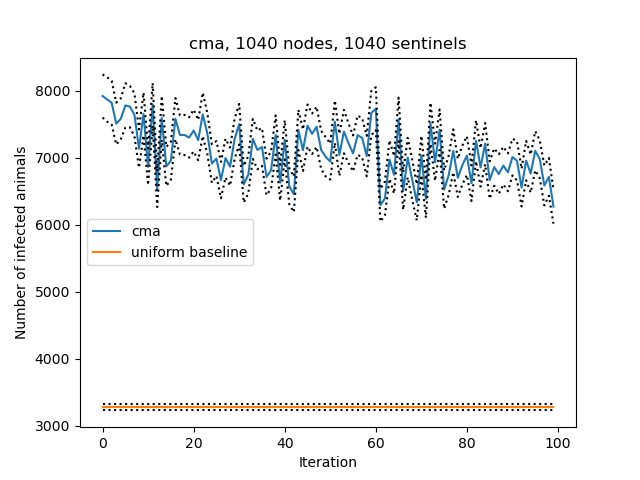 cma, 1040 nodes, 1040 sentinels
Number of infected animals
8000
7000
6000
5000
4000
3000
cma
uniform baseline
0
20
40
60
80
100
Iteration